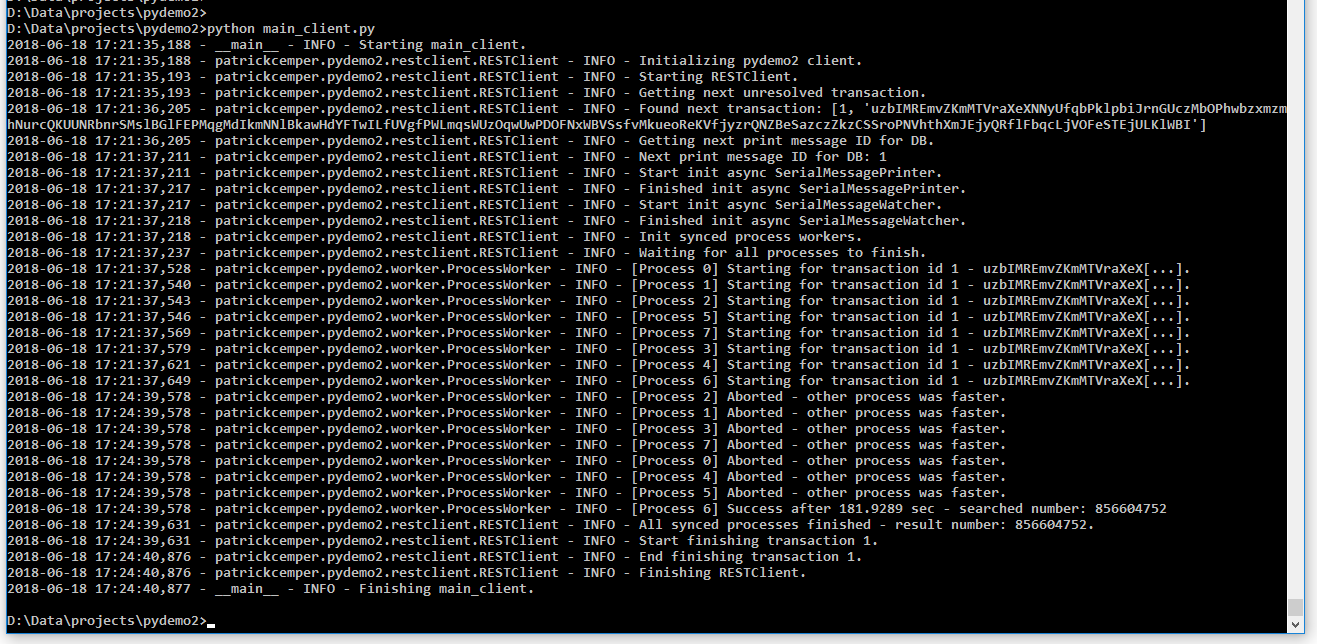 D:\Data\projects\pydemo2>
D:\Data\projects\pydemo2>python main_client.py
2018-06-18 17:21:35,188 - __main__ - INFO - Starting main_client.
2018-06-18 17:21:35,188 - patrickcemper.pydemo2.restclient.RESTClient - INFO - Initializing pydemo2 client.
2018-06-18 17:21:35,193 - patrickcemper.pydemo2.restclient.RESTClient - INFO - Starting RESTClient.
2018-06-18 17:21:35,193 - patrickcemper.pydemo2.restclient.RESTClient - INFO - Getting next unresolved transaction.
2018-06-18 17:21:36,205 - patrickcemper.pydemo2.restclient.RESTClient - INFO - Found next transaction: [1, 'uzbIMREmvZKmMTVraXeXNNyUfqbPklpbiJrnGUczMbOPhwbzxmzm
hNurcQKUUNRbnrSMslBGlFEPMqgMdIkmNNlBkawHdYFTwILfUVgfPWLmqsWUzOqwUwPDOFNxWBVSsfvMkueoReKVfjyzrQNZBeSazczZkzCSSroPNVhthXmJEjyQRflFbqcLjVOFeSTEjULKlWBI']
2018-06-18 17:21:36,205 - patrickcemper.pydemo2.restclient.RESTClient - INFO - Getting next print message ID for DB.
2018-06-18 17:21:37,211 - patrickcemper.pydemo2.restclient.RESTClient - INFO - Next print message ID for DB: 1
2018-06-18 17:21:37,211 - patrickcemper.pydemo2.restclient.RESTClient - INFO - Start init async SerialMessagePrinter.
2018-06-18 17:21:37,217 - patrickcemper.pydemo2.restclient.RESTClient - INFO - Finished init async SerialMessagePrinter.
2018-06-18 17:21:37,217 - patrickcemper.pydemo2.restclient.RESTClient - INFO - Start init async SerialMessageWatcher.
2018-06-18 17:21:37,218 - patrickcemper.pydemo2.restclient.RESTClient - INFO - Finished init async SerialMessageWatcher.
2018-06-18 17:21:37,218 - patrickcemper.pydemo2.restclient.RESTClient - INFO - Init synced process workers.
2018-06-18 17:21:37,237 - patrickcemper.pydemo2.restclient.RESTClient - INFO - Waiting for all processes to finish.
2018-06-18 17:21:37,528 - patrickcemper.pydemo2.worker.ProcessWorker - INFO - [Process 0] Starting for transaction id 1 - uzbIMREmvZKmMTVraXeX[...].
2018-06-18 17:21:37,540 - patrickcemper.pydemo2.worker.ProcessWorker - INFO - [Process 1] Starting for transaction id 1 - uzbIMREmvZKmMTVraXeX[...].
2018-06-18 17:21:37,543 - patrickcemper.pydemo2.worker.ProcessWorker - INFO - [Process 2] Starting for transaction id 1 - uzbIMREmvZKmMTVraXeX[...].
2018-06-18 17:21:37,546 - patrickcemper.pydemo2.worker.ProcessWorker - INFO - [Process 5] Starting for transaction id 1 - uzbIMREmvZKmMTVraXeX[...].
2018-06-18 17:21:37,569 - patrickcemper.pydemo2.worker.ProcessWorker - INFO - [Process 7] Starting for transaction id 1 - uzbIMREmvZKmMTVraXeX[...].
2018-06-18 17:21:37,579 - patrickcemper.pydemo2.worker.ProcessWorker - INFO - [Process 3] Starting for transaction id 1 - uzbIMREmvZKmMTVraXeX[...].
2018-06-18 17:21:37,621 - patrickcemper.pydemo2.worker.ProcessWorker - INFO - [Process 4] Starting for transaction id 1 - uzbIMREmvZKmMTVraXeX[...].
2018-06-18 17:21:37,649 - patrickcemper.pydemo2.worker.ProcessWorker - INFO - [Process 6] Starting for transaction id 1 - uzbIMREmvZKmMTVraXeX[...].
2018-06-18 17:24:39,578 - patrickcemper.pydemo2.worker.ProcessWorker - INFO - [Process 2] Aborted - other process was faster.
2018-06-18 17:24:39,578 - patrickcemper.pydemo2.worker.ProcessWorker - INFO - [Process 1] Aborted - other process was faster.
2018-06-18 17:24:39,578 - patrickcemper.pydemo2.worker.ProcessWorker - INFO - [Process 3] Aborted - other process was faster.
2018-06-18 17:24:39,578 - patrickcemper.pydemo2.worker.ProcessWorker - INFO - [Process 7] Aborted - other process was faster.
2018-06-18 17:24:39,578 - patrickcemper.pydemo2.worker.ProcessWorker - INFO - [Process 0] Aborted - other process was faster.
2018-06-18 17:24:39,578 - patrickcemper.pydemo2.worker.ProcessWorker - INFO - [Process 4] Aborted - other process was faster.
2018-06-18 17:24:39,578 - patrickcemper.pydemo2.worker.ProcessWorker - INFO - [Process 5] Aborted - other process was faster.
2018-06-18 17:24:39,578 - patrickcemper.pydemo2.worker.ProcessWorker - INFO - [Process 6] Success after 181.9289 sec - searched number: 856604752
2018-06-18 17:24:39,631 - patrickcemper.pydemo2.restclient.RESTClient - INFO - All synced processes finished - result number: 856604752.
2018-06-18 17:24:39,631 - patrickcemper.pydemo2.restclient.RESTClient - INFO - Start finishing transaction 1.
2018-06-18 17:24:40,876 - patrickcemper.pydemo2.restclient.RESTClient - INFO - End finishing transaction 1.
2018-06-18 17:24:40,876 - patrickcemper.pydemo2.restclient.RESTClient - INFO - Finishing RESTClient.
2018-06-18 17:24:40,877 - __main__ - INFO - Finishing main_client.
D:\Data\projects\pydemo2>